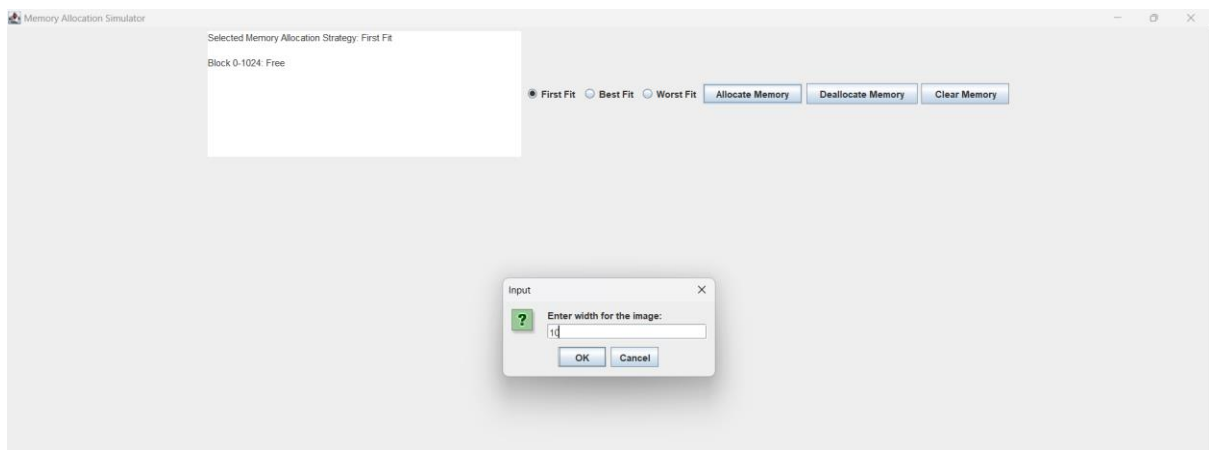 Memory Allocation Simulator
Selected Memory Allocation Strategy: First Fit
Block 0-1024: Free
First Fit Best Fit Worst Fit Allocate Memory Deallocate Memory Clear Memory
Input
?
Enter width for the image:
10
OK Cancel